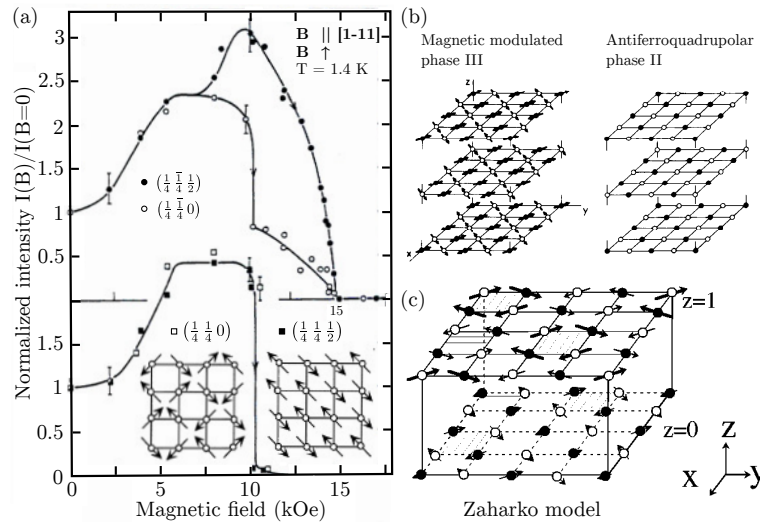 (a)
B || [1-11]
B ↑
T = 1.4 K
Normalized intensity I(B)/I(B=0)
3
2.5
2
1.5
1
0.5
1.5
1
0.5
0
● (1/4 1̄/4 1/2)
○ (1/4 1̄/4 0)
15
□ (1/4 1/4 0)
■ (1/4 1/4 1/2)
0
5
10
15
Magnetic field (kOe)
(b)
Magnetic modulated
phase III
Antiferroquadrupolar
phase II
z
y
x
(c)
z=1
z=0
z
x
y
Zaharko model